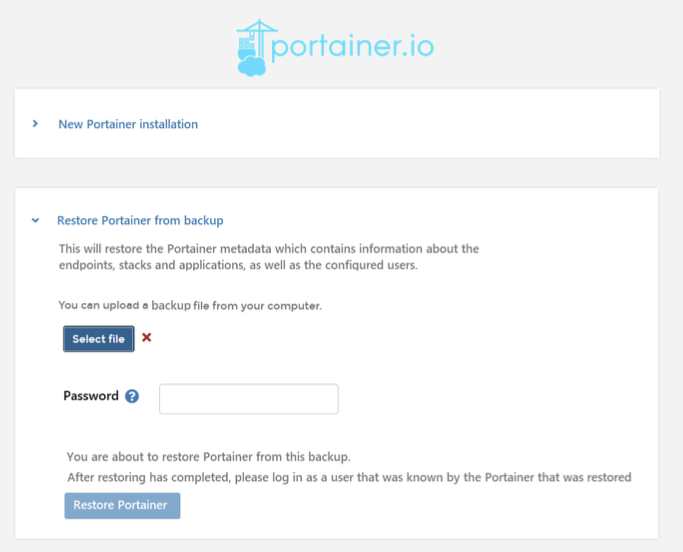 portainer.io
New Portainer installation
Restore Portainer from backup
This will restore the Portainer metadata which contains information about the
endpoints, stacks and applications, as well as the configured users.
You can upload a backup file from your computer.
Select file
Password
You are about to restore Portainer from this backup.
After restoring has completed, please log in as a user that was known by the Portainer that was restored
Restore Portainer